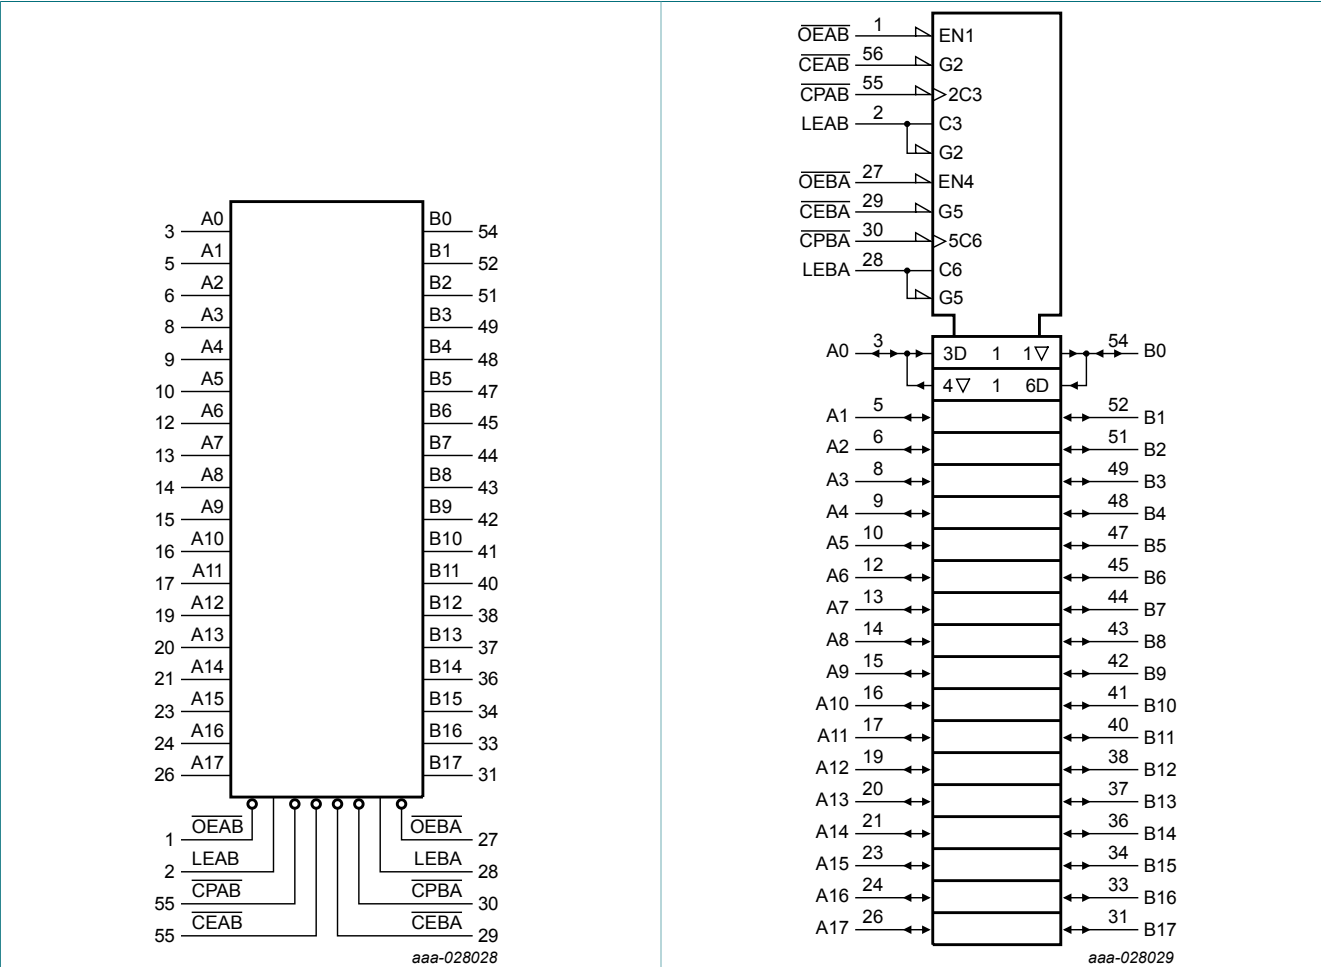 A0 B0
3 54
A1 B1
5 52
A2 B2
6 51
A3 B3
8 49
A4 B4
9 48
A5 B5
10 47
A6 B6
12 45
A7 B7
13 44
A8 B8
14 43
A9 B9
15 42
A10 B10
16 41
A11 B11
17 40
A12 B12
19 38
A13 B13
20 37
A14 B14
21 36
A15 B15
23 34
A16 B16
24 33
A17 B17
26 31
OEAB OEBA
1 27
LEAB LEBA
2 28
CPAB CPBA
55 30
CEAB CEBA
55 29
aaa-028028
OEAB 1 EN1
CEAB 56 G2
CPAB 55 2C3
LEAB 2 C3
G2
OEBA 27 EN4
CEBA 29 G5
CPBA 30 5C6
LEBA 28 C6
G5
A0 3 3D 1 1▽ 54 B0
4▽ 1 6D
A1 5 52 B1
A2 6 51 B2
A3 8 49 B3
A4 9 48 B4
A5 10 47 B5
A6 12 45 B6
A7 13 44 B7
A8 14 43 B8
A9 15 42 B9
A10 16 41 B10
A11 17 40 B11
A12 19 38 B12
A13 20 37 B13
A14 21 36 B14
A15 23 34 B15
A16 24 33 B16
A17 26 31 B17
aaa-028029